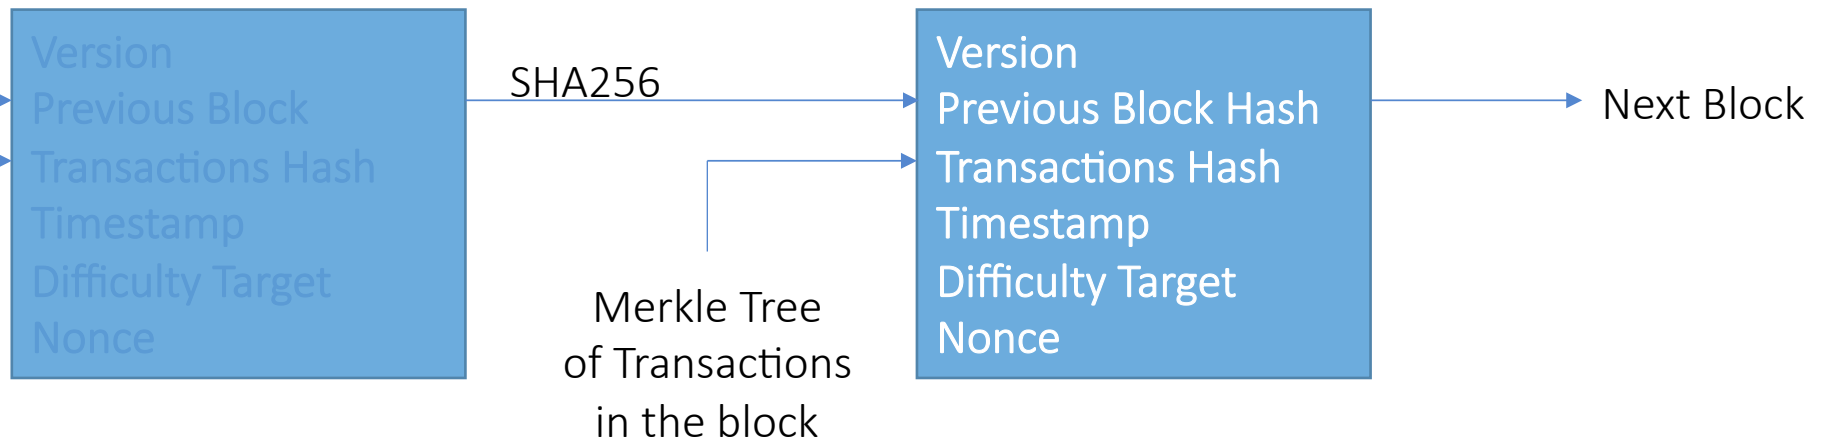 Version
Previous Block
Transactions Hash
Timestamp
Difficulty Target
Nonce
SHA256
Merkle Tree
of Transactions
in the block
Version
Previous Block Hash
Transactions Hash
Timestamp
Difficulty Target
Nonce
Next Block